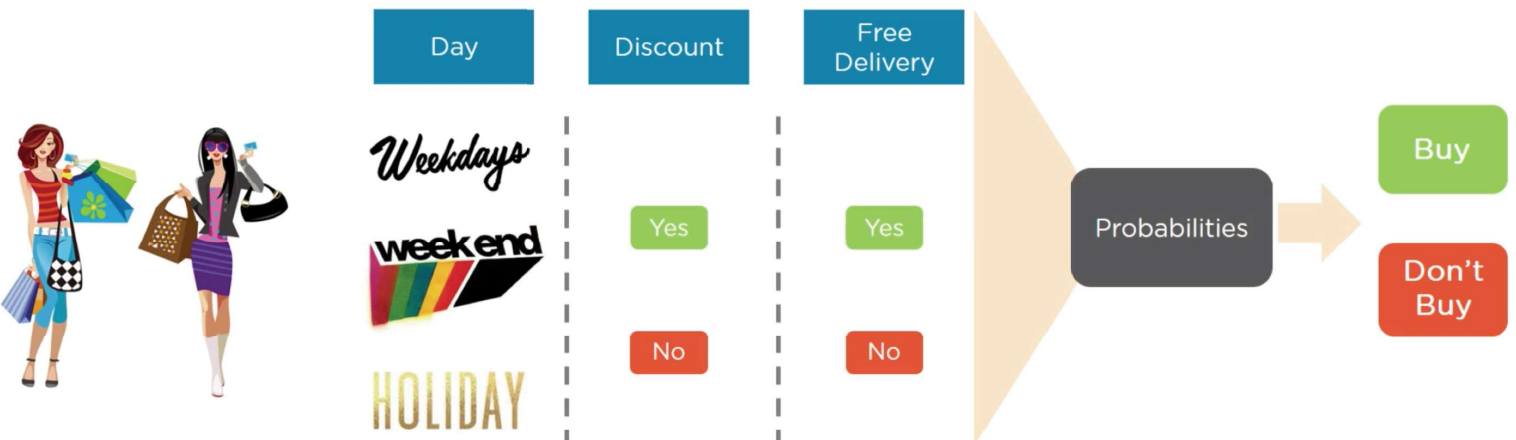 Day
Discount
Free
Delivery
Weekdays
Yes
Yes
weekend
Probabilities
Buy
Don't
Buy
No
No
HOLIDAY